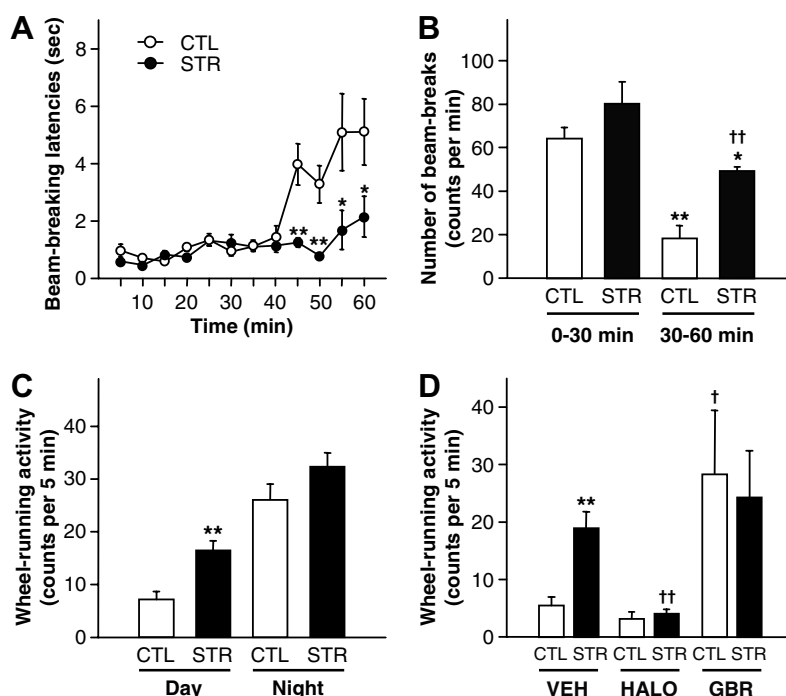 A
CTL
STR
Beam-breaking latencies (sec)
8
6
4
2
0
**
**
*
*
10 20 30 40 50 60
Time (min)
B
Number of beam-breaks
(counts per min)
100
80
60
40
20
0
**
††
*
CTL STR CTL STR
0-30 min 30-60 min
C
Wheel-running activity
(counts per 5 min)
40
30
20
10
0
**
CTL STR CTL STR
Day Night
D
Wheel-running activity
(counts per 5 min)
40
30
20
10
0
**
††
†
CTL STR CTL STR CTL STR
VEH HALO GBR